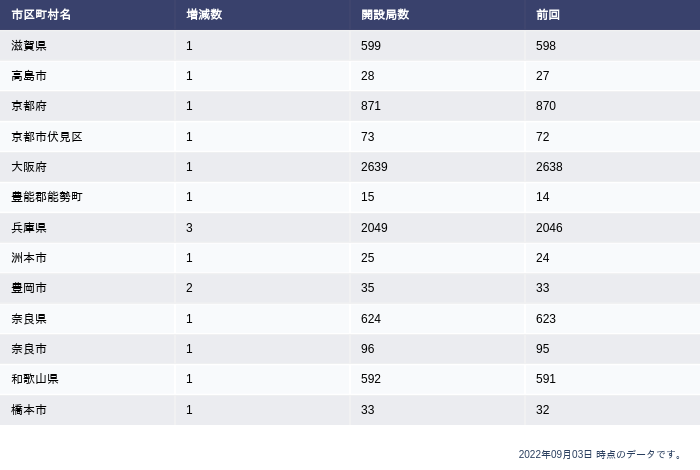 市区町村名 増減数 開設局数 前回
滋賀県 1 599 598
高島市 1 28 27
京都府 1 871 870
京都市伏見区 1 73 72
大阪府 1 2639 2638
豊能郡能勢町 1 15 14
兵庫県 3 2049 2046
洲本市 1 25 24
豊岡市 2 35 33
奈良県 1 624 623
奈良市 1 96 95
和歌山県 1 592 591
橋本市 1 33 32
2022年09月03日 時点のデータです。